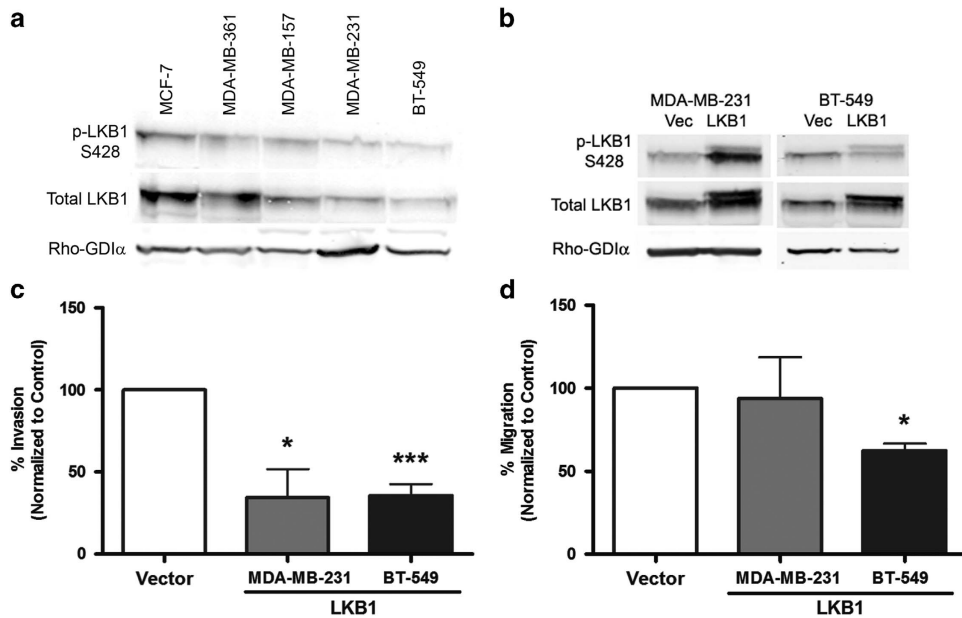 a
MCF-7
MDA-MB-361
MDA-MB-157
MDA-MB-231
BT-549
p-LKB1
S428
Total LKB1
Rho-GDIα
b
MDA-MB-231
Vec LKB1
BT-549
Vec LKB1
p-LKB1
S428
Total LKB1
Rho-GDIα
c
% Invasion
(Normalized to Control)
150
100
50
0
*
***
Vector
MDA-MB-231
BT-549
LKB1
d
% Migration
(Normalized to Control)
150
100
50
0
*
Vector
MDA-MB-231
BT-549
LKB1